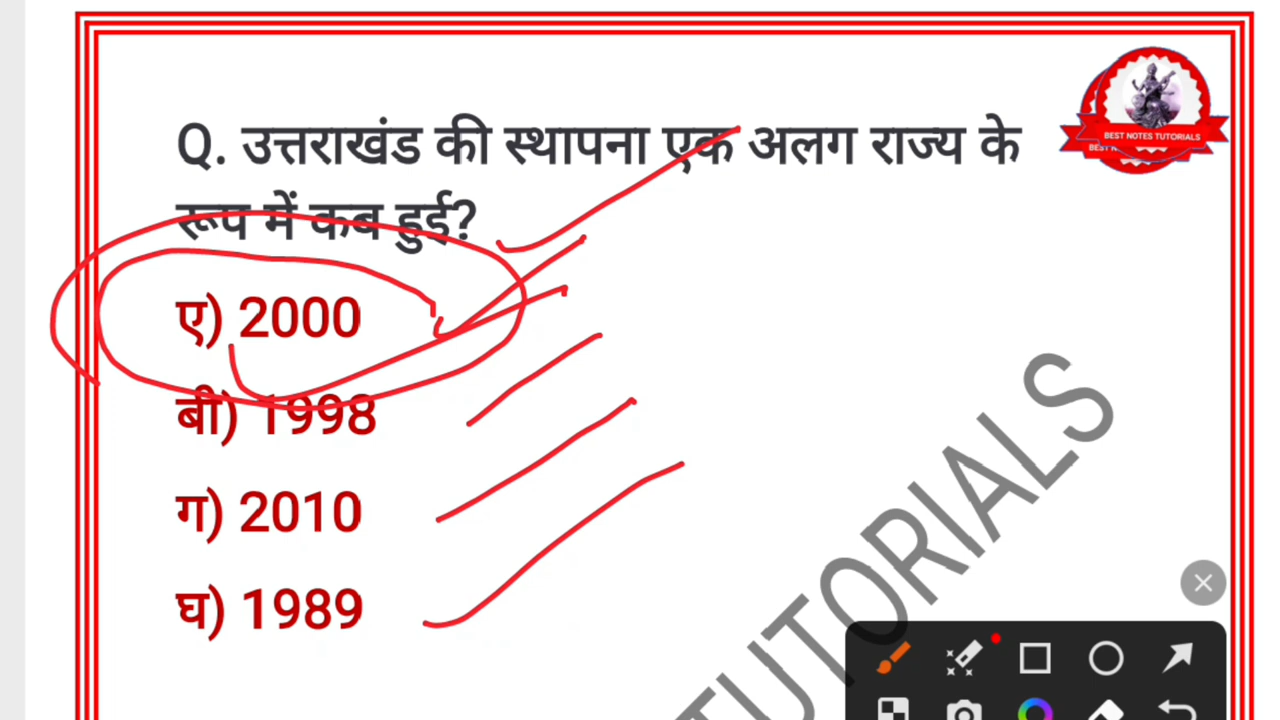 Q. उत्तराखंड की स्थापना एक अलग राज्य के
रूप में कब हुई?
ए) 2000
बी) 1998
ग) 2010
घ) 1989
BEST NOTES TUTORIALS
TUTORIALS